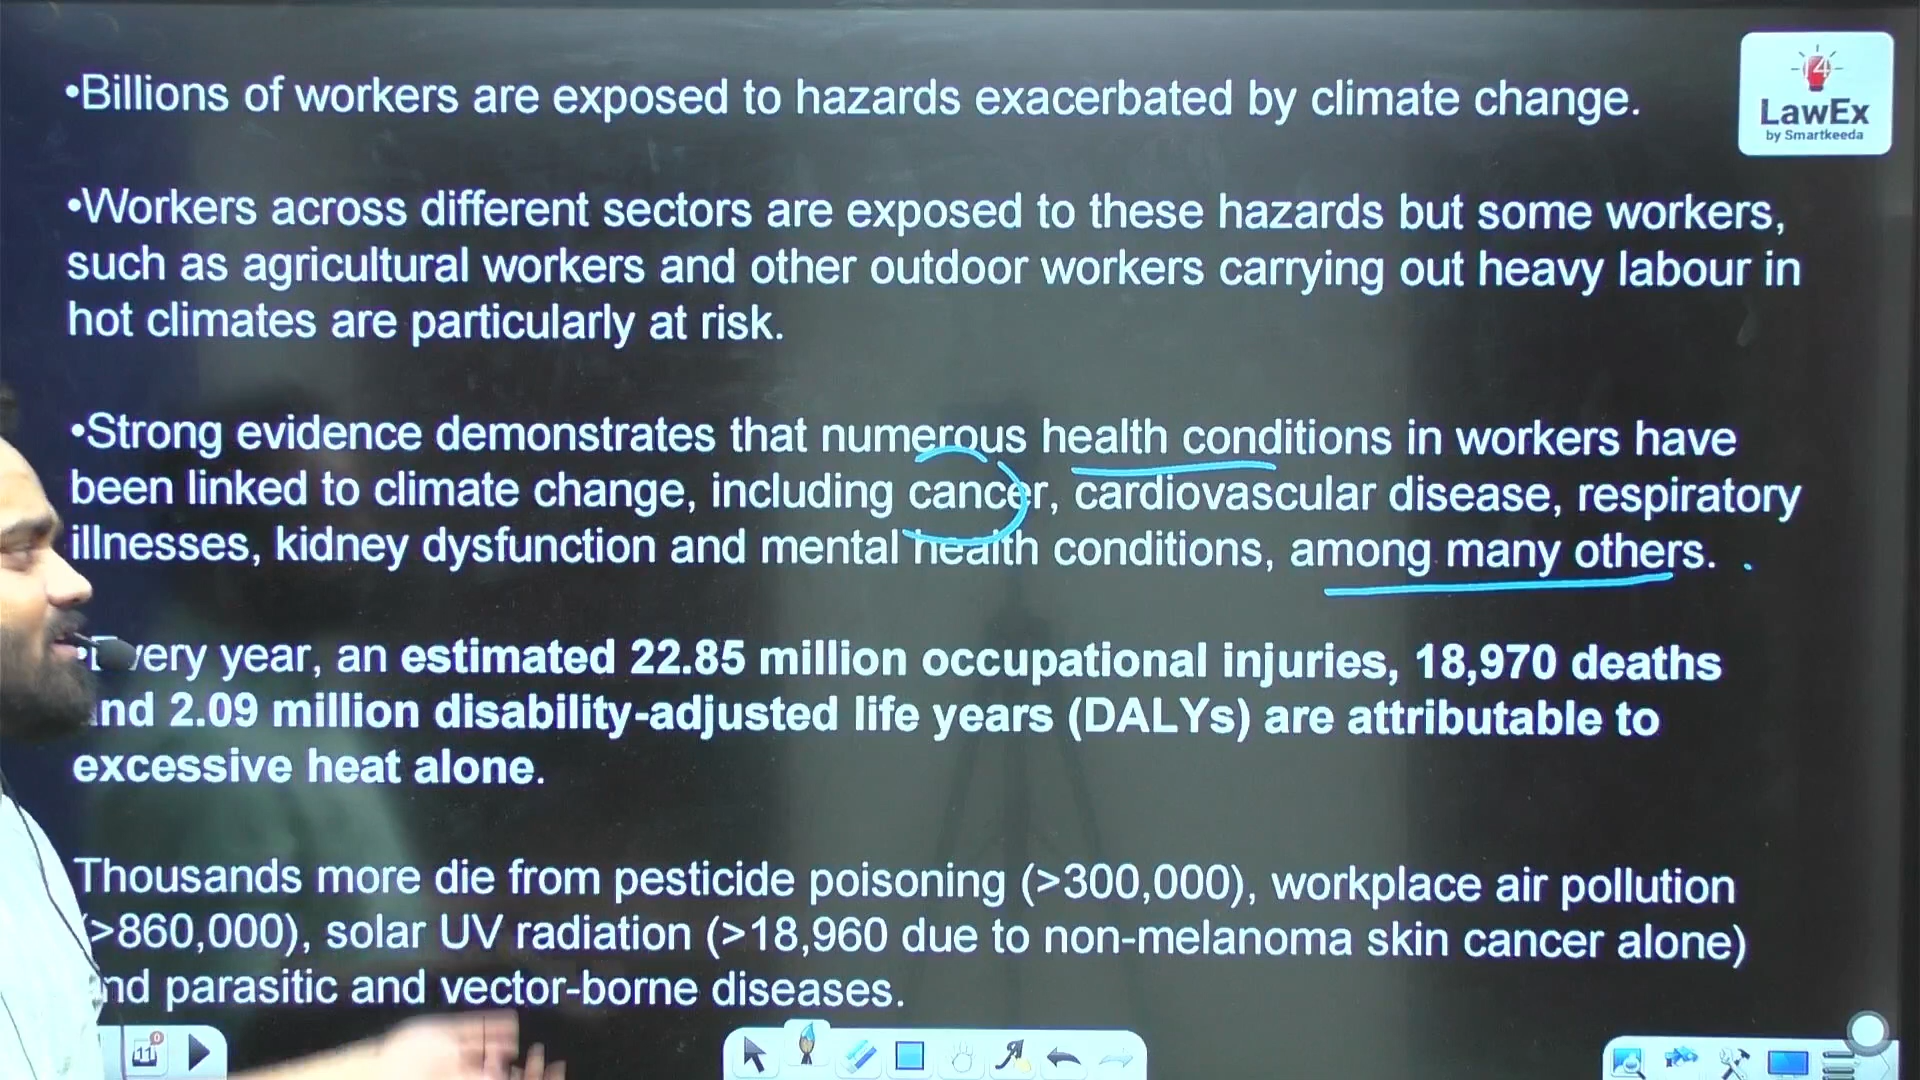 •Billions of workers are exposed to hazards exacerbated by climate change.
14
LawEx
by Smartkeeda
•Workers across different sectors are exposed to these hazards but some workers,
such as agricultural workers and other outdoor workers carrying out heavy labour in
hot climates are particularly at risk.
•Strong evidence demonstrates that numerous health conditions in workers have
been linked to climate change, including cancer, cardiovascular disease, respiratory
illnesses, kidney dysfunction and mental health conditions, among many others.
•Every year, an estimated 22.85 million occupational injuries, 18,970 deaths
and 2.09 million disability-adjusted life years (DALYs) are attributable to
excessive heat alone.
Thousands more die from pesticide poisoning (>300,000), workplace air pollution
(>860,000), solar UV radiation (>18,960 due to non-melanoma skin cancer alone)
and parasitic and vector-borne diseases.
11
0